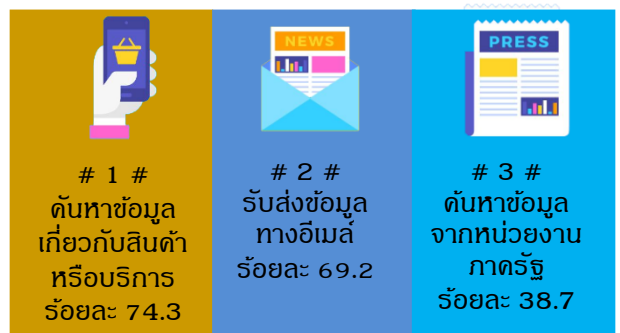 # 1 #
ค้นหาข้อมูล
เกี่ยวกับสินค้า
หรือบริการ
ร้อยละ 74.3
NEWS
# 2 #
รับส่งข้อมูล
ทางอีเมล์
ร้อยละ 69.2
PRESS
# 3 #
ค้นหาข้อมูล
จากหน่วยงาน
ภาครัฐ
ร้อยละ 38.7